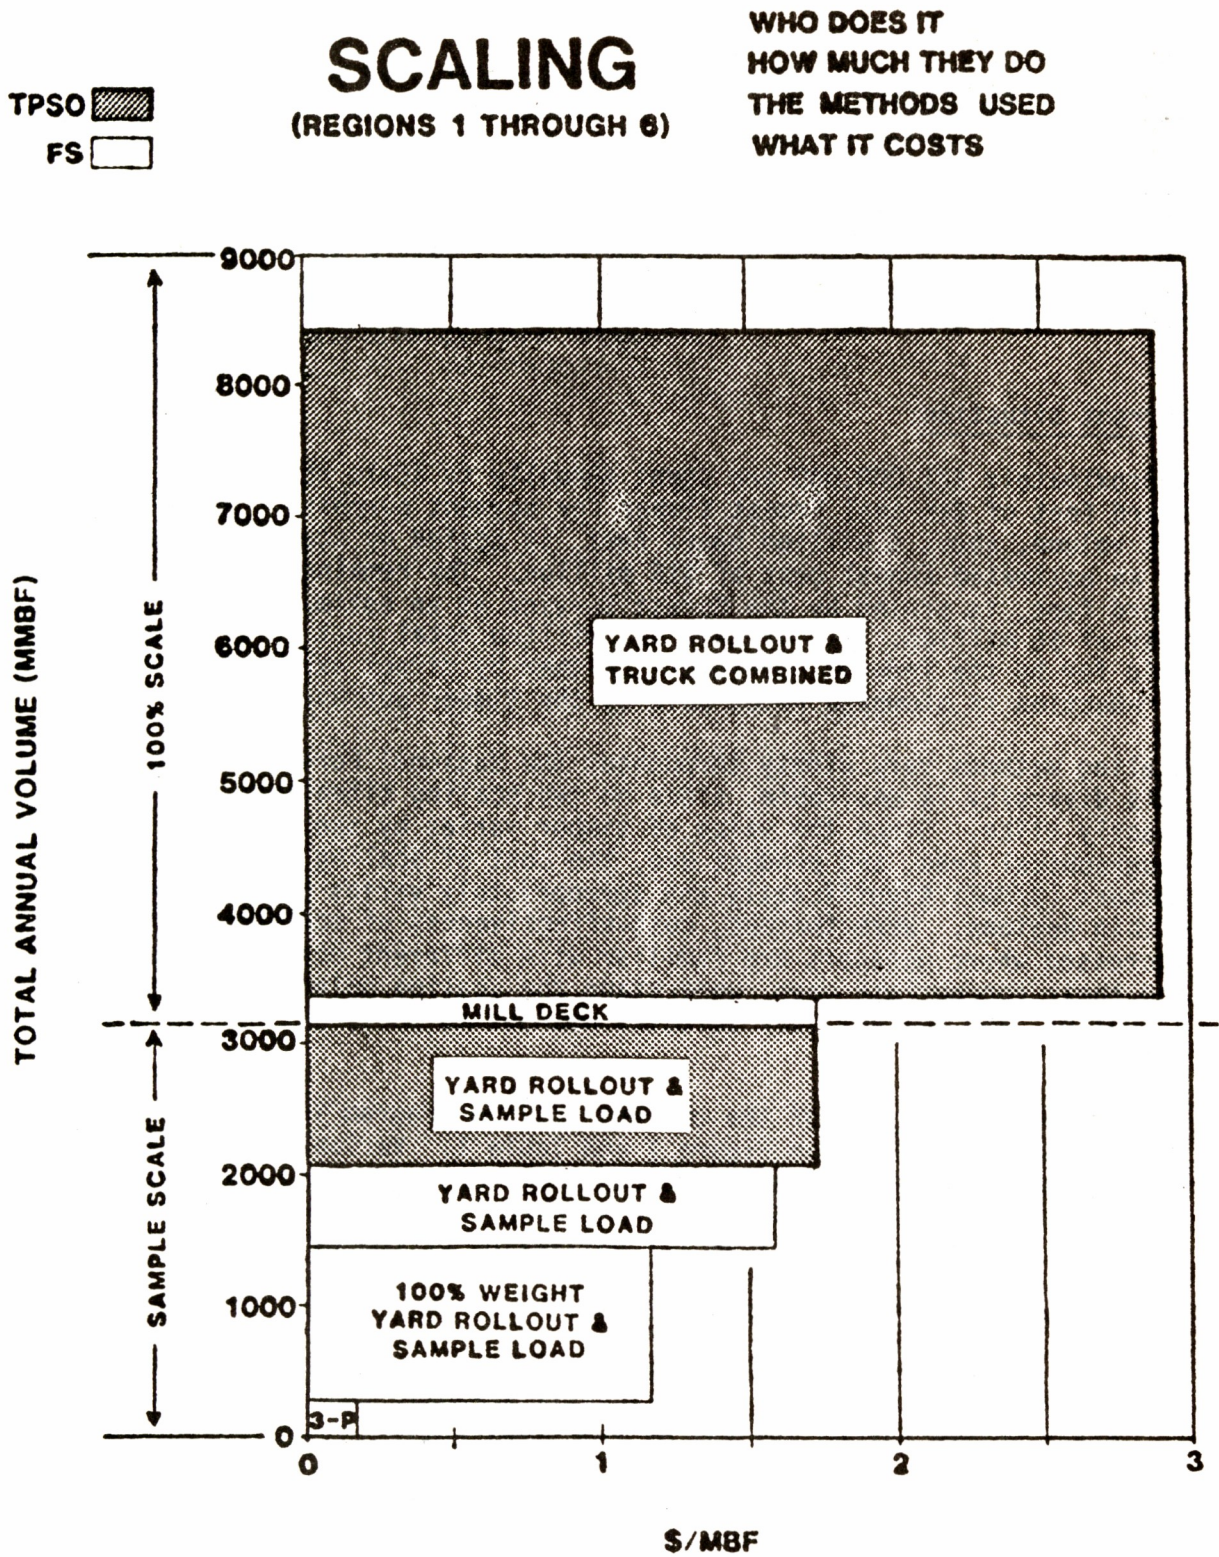 SCALING
(REGIONS 1 THROUGH 6)
WHO DOES IT
HOW MUCH THEY DO
THE METHODS USED
WHAT IT COSTS
TPSO
FS
TOTAL ANNUAL VOLUME (MMBF)
100% SCALE
SAMPLE SCALE
9000
8000
7000
6000
5000
4000
3000
2000
1000
0
YARD ROLLOUT &
TRUCK COMBINED
MILL DECK
YARD ROLLOUT &
SAMPLE LOAD
YARD ROLLOUT &
SAMPLE LOAD
100% WEIGHT
YARD ROLLOUT &
SAMPLE LOAD
3-P
0 1 2 3
$/MBF